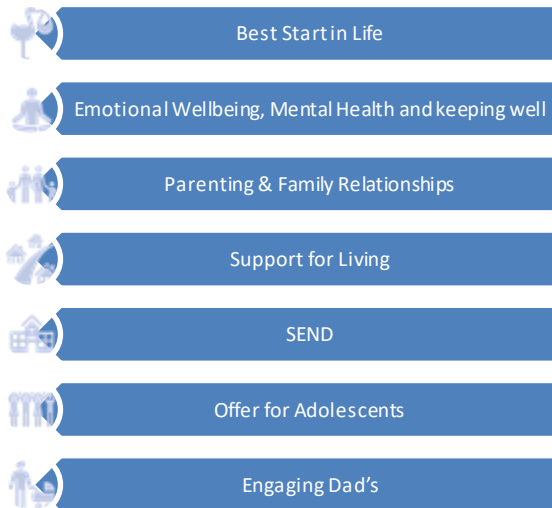 Best Start in Life
Emotional Wellbeing, Mental Health and keeping well
Parenting & Family Relationships
Support for Living
SEND
Offer for Adolescents
Engaging Dad’s